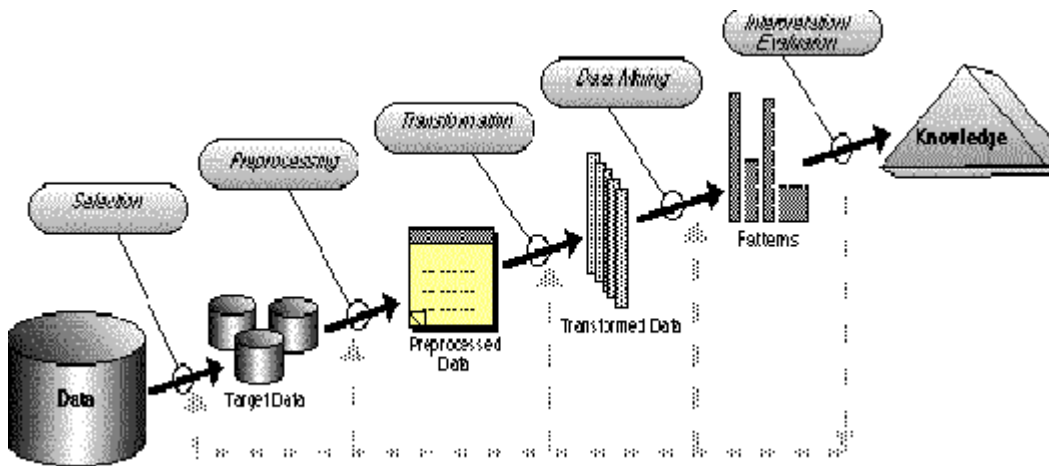 Interpretation/
Evaluation
Data Mining
Transformation
Preprocessing
Selection
Knowledge
Patterns
Transformed Data
Preprocessed
Data
Target Data
Data